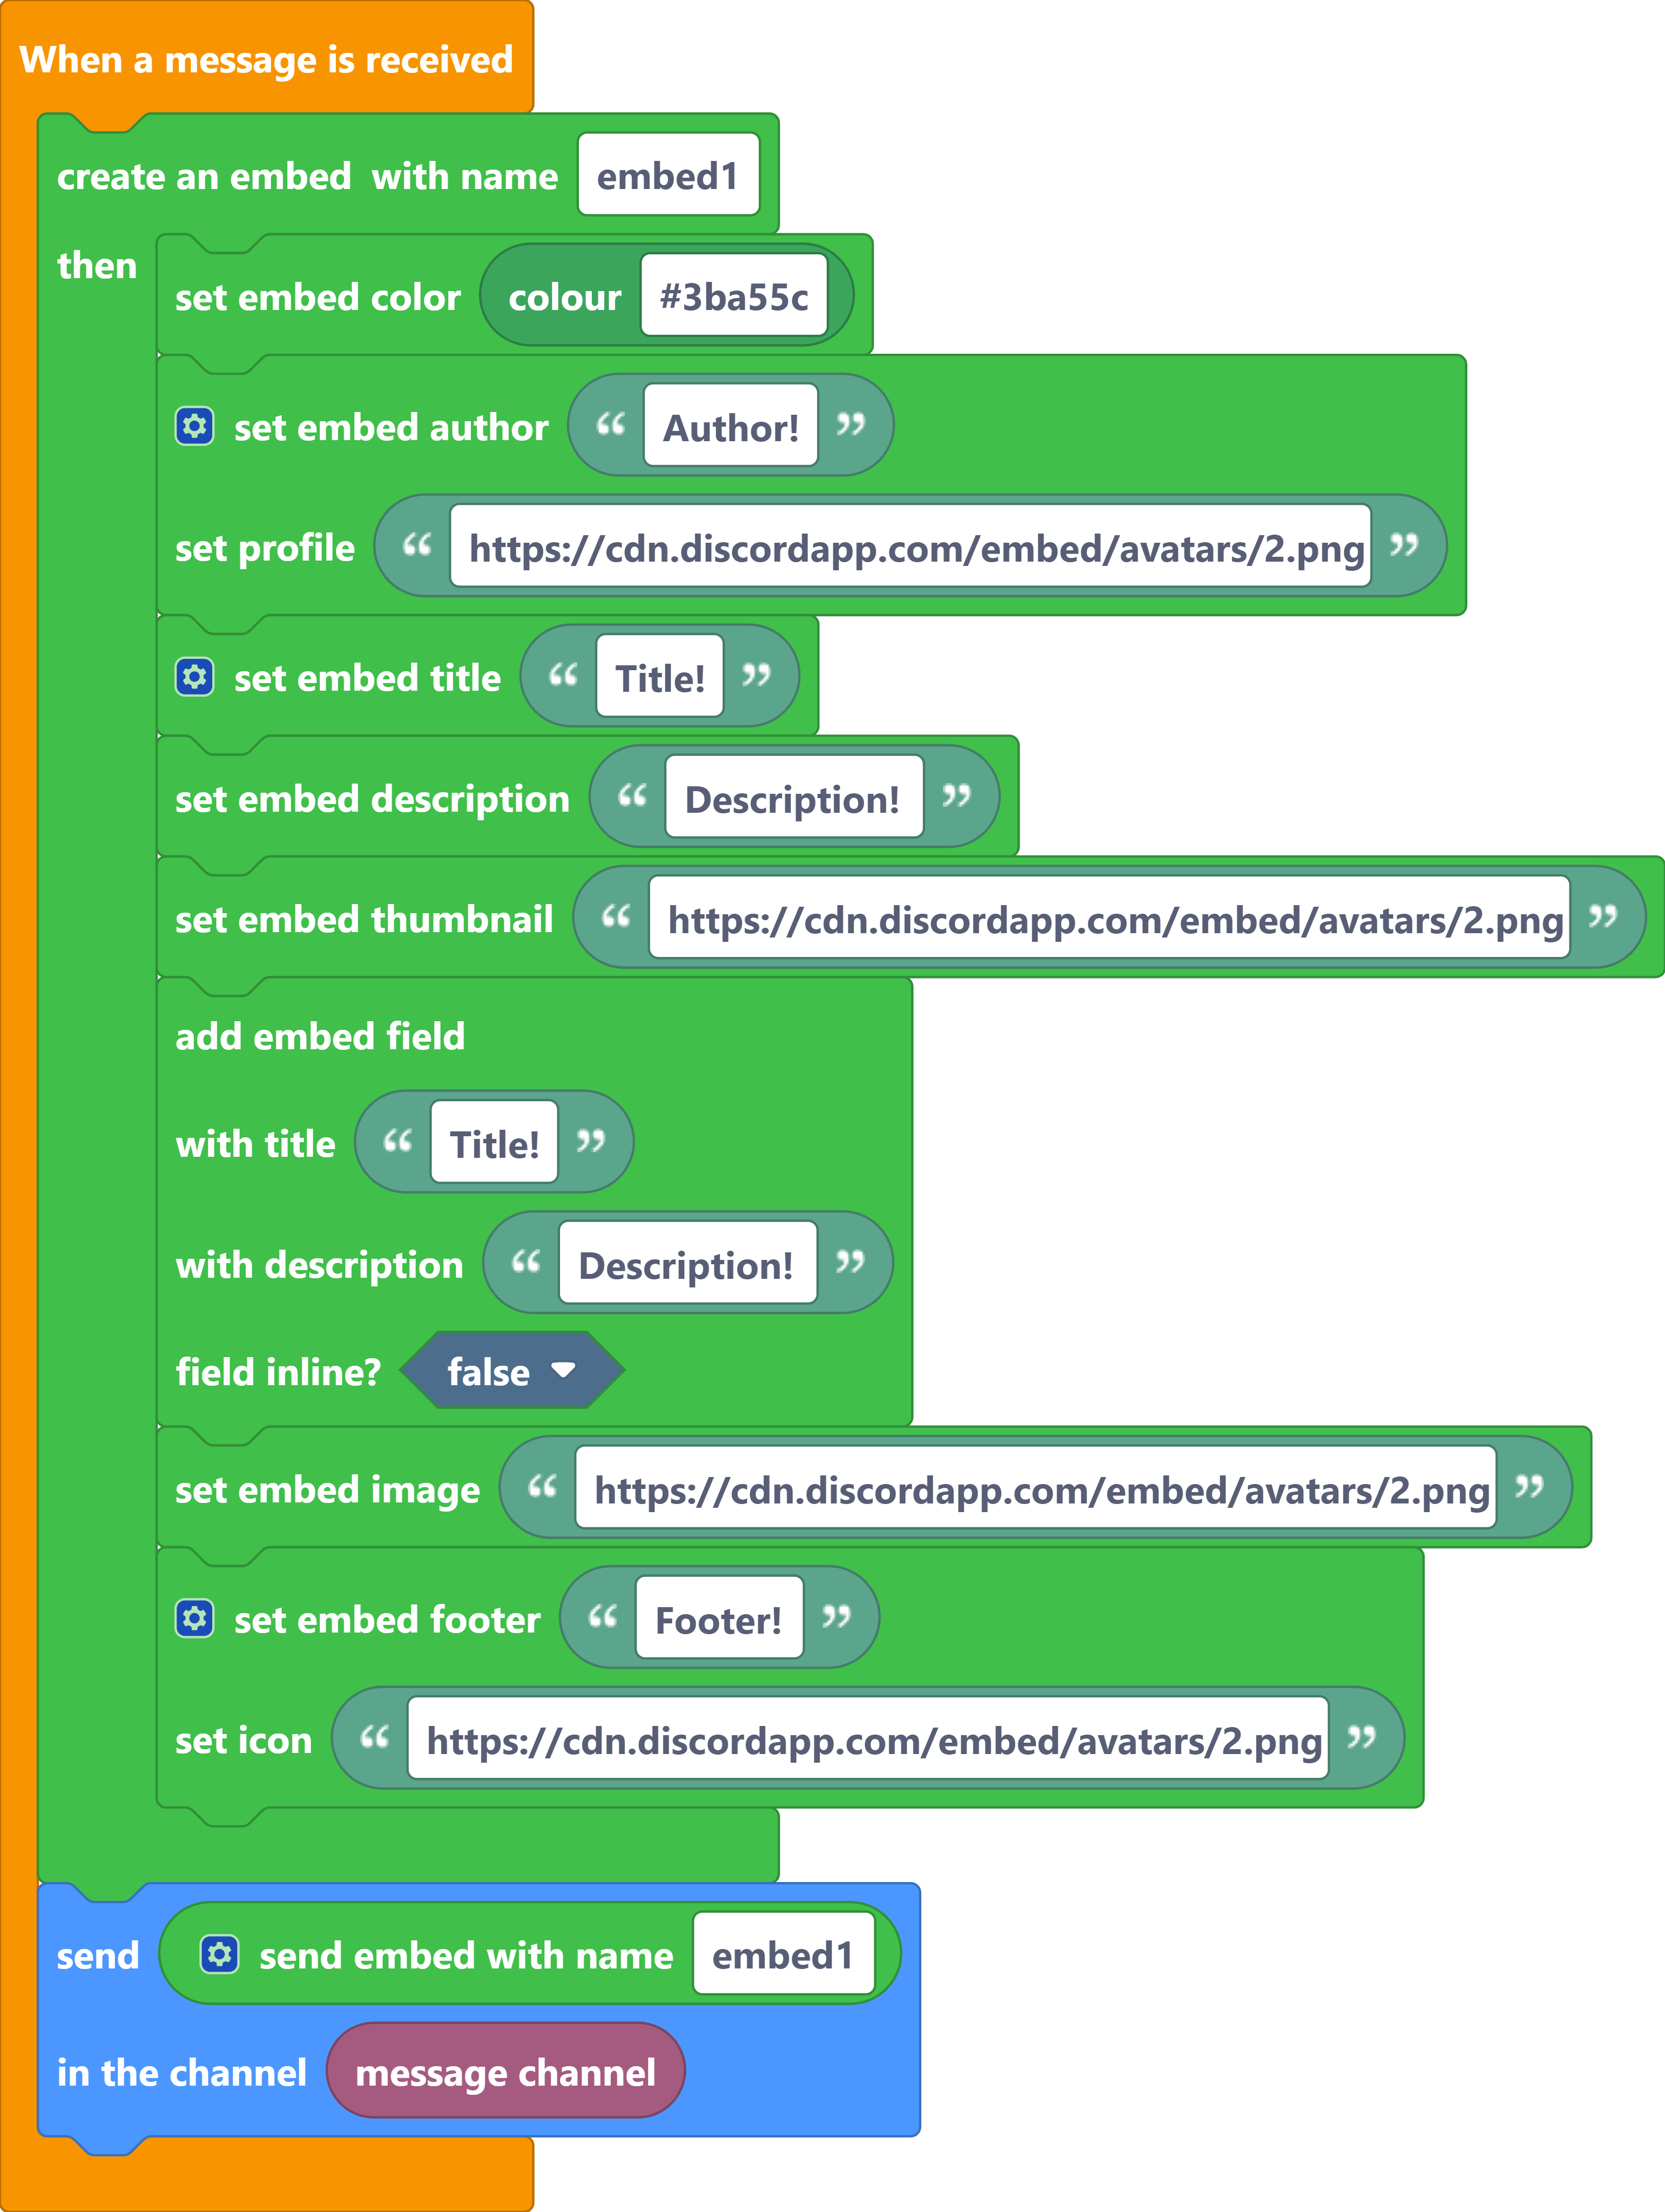 When a message is received
create an embed with name embed1
then
set embed color colour #3ba55c
set embed author “ Author! ”
set profile “ https://cdn.discordapp.com/embed/avatars/2.png ”
set embed title “ Title! ”
set embed description “ Description! ”
set embed thumbnail “ https://cdn.discordapp.com/embed/avatars/2.png ”
add embed field
with title “ Title! ”
with description “ Description! ”
field inline? false
set embed image “ https://cdn.discordapp.com/embed/avatars/2.png ”
set embed footer “ Footer! ”
set icon “ https://cdn.discordapp.com/embed/avatars/2.png ”
send send embed with name embed1
in the channel message channel